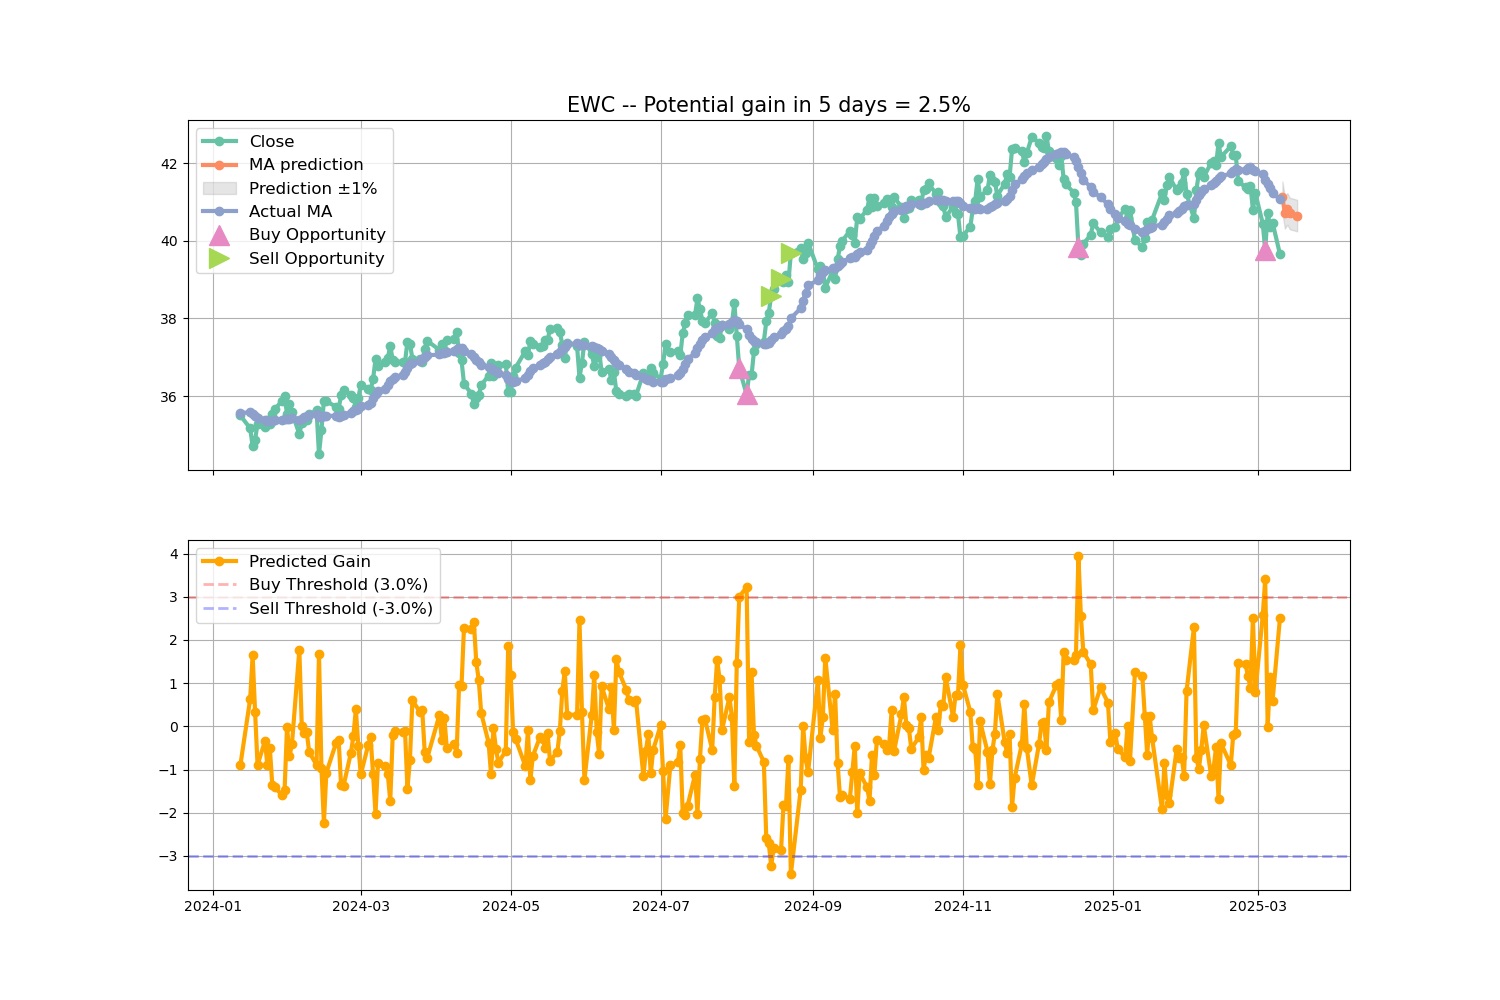 EWC -- Potential gain in 5 days = 2.5%
Close
MA prediction
Prediction ±1%
Actual MA
Buy Opportunity
Sell Opportunity
42
40
38
36
Predicted Gain
Buy Threshold (3.0%)
Sell Threshold (-3.0%)
4
3
2
1
0
−1
−2
−3
2024-01 2024-03 2024-05 2024-07 2024-09 2024-11 2025-01 2025-03